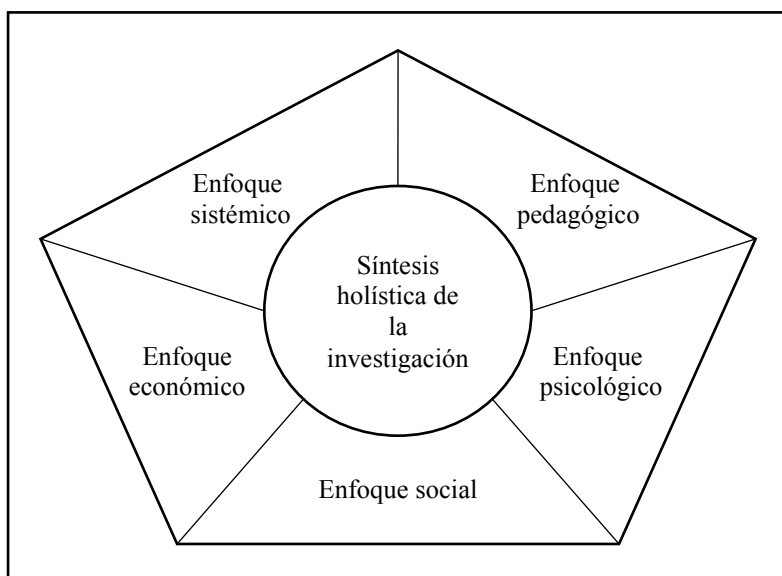 Enfoque
sistémico
Enfoque
pedagógico
Síntesis
holística de
la
investigación
Enfoque
económico
Enfoque
psicológico
Enfoque social